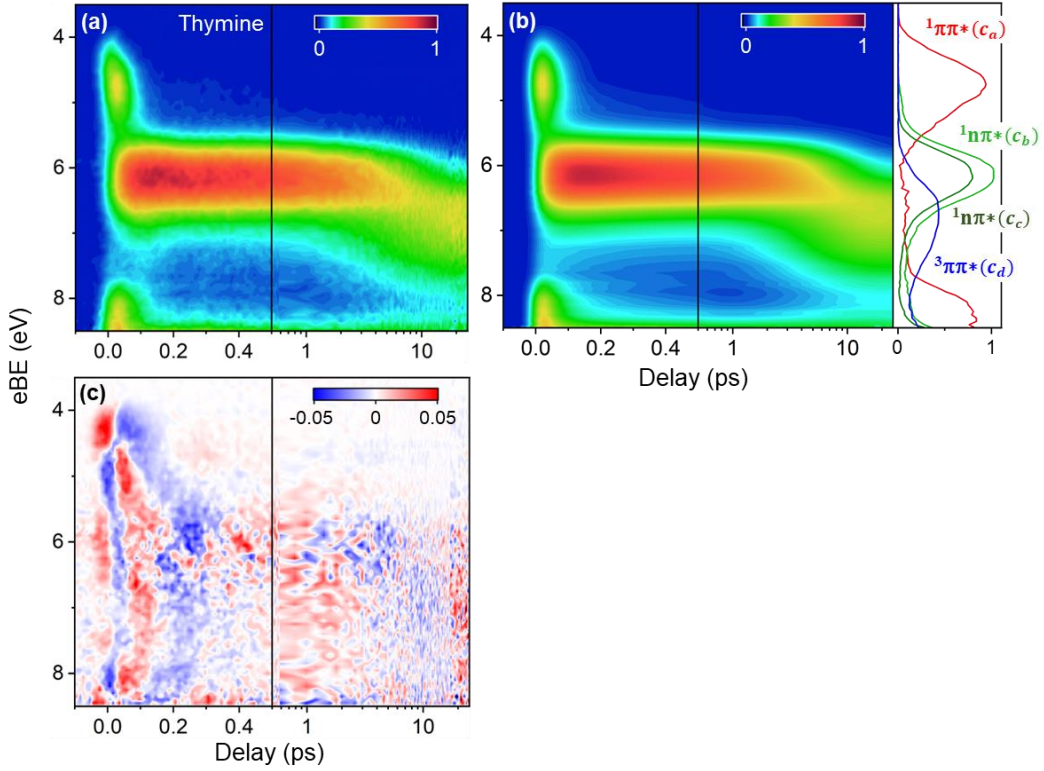 (a) Thymine
0 1
4
6
8
0.0 0.2 0.4 1 10
(b)
0 1
4
6
8
0.0 0.2 0.4 1 10
Delay (ps)
¹ππ*(c_a)
¹nπ*(c_b)
¹nπ*(c_c)
³ππ*(c_d)
0 1
eBE (eV)
(c)
-0.05 0 0.05
4
6
8
0.0 0.2 0.4 1 10
Delay (ps)